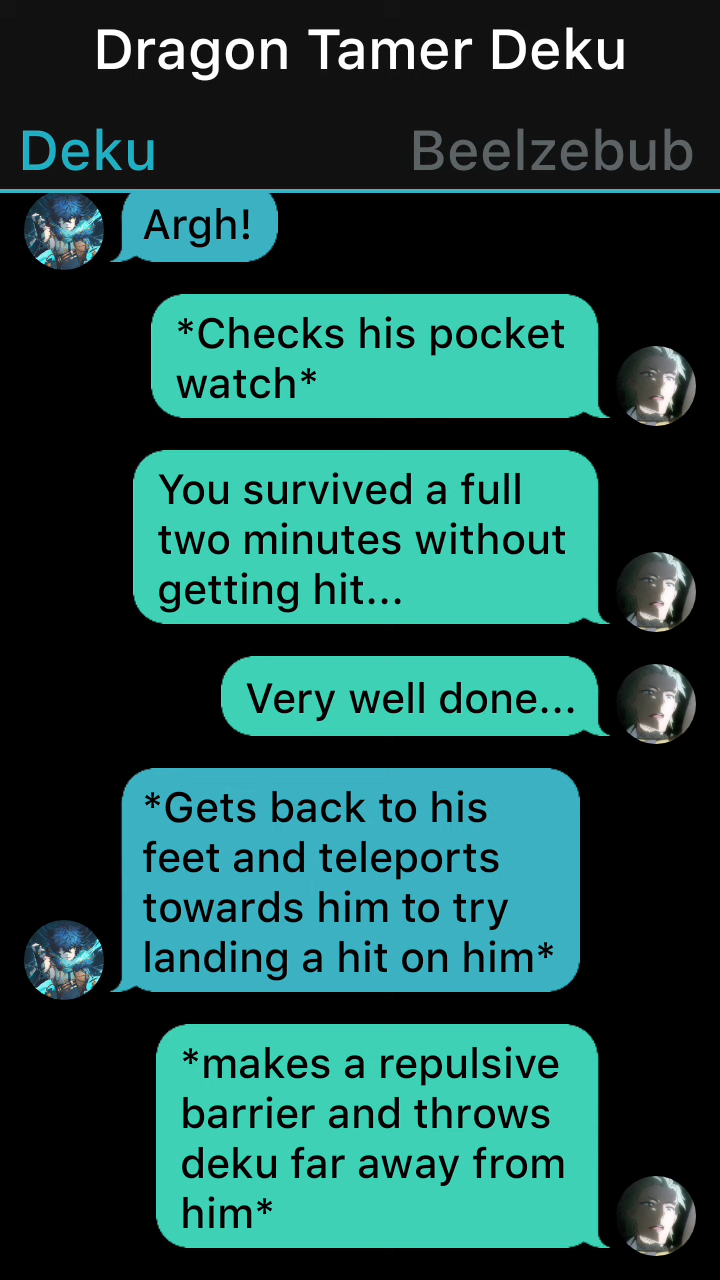 Dragon Tamer Deku
Deku
Beelzebub
Argh!
*Checks his pocket
watch*
You survived a full
two minutes without
getting hit...
Very well done...
*Gets back to his
feet and teleports
towards him to try
landing a hit on him*
*makes a repulsive
barrier and throws
deku far away from
him*